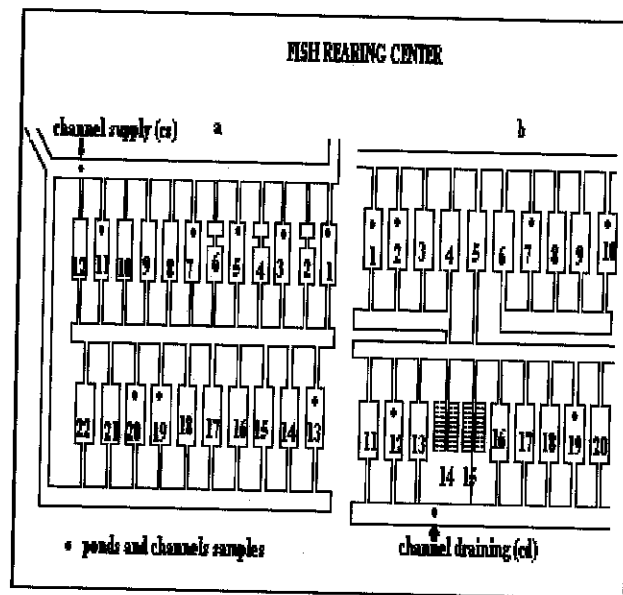 FISH REARING CENTER
channel supply (cs) a b
12 11 10 9 8 7 6 5 4 3 2 1
1 2 3 4 5 6 7 8 9 10
22 21 20 19 18 17 16 15 14 13
11 12 13 14 15 16 17 18 19 20
* ponds and channels samples
channel draining (cd)